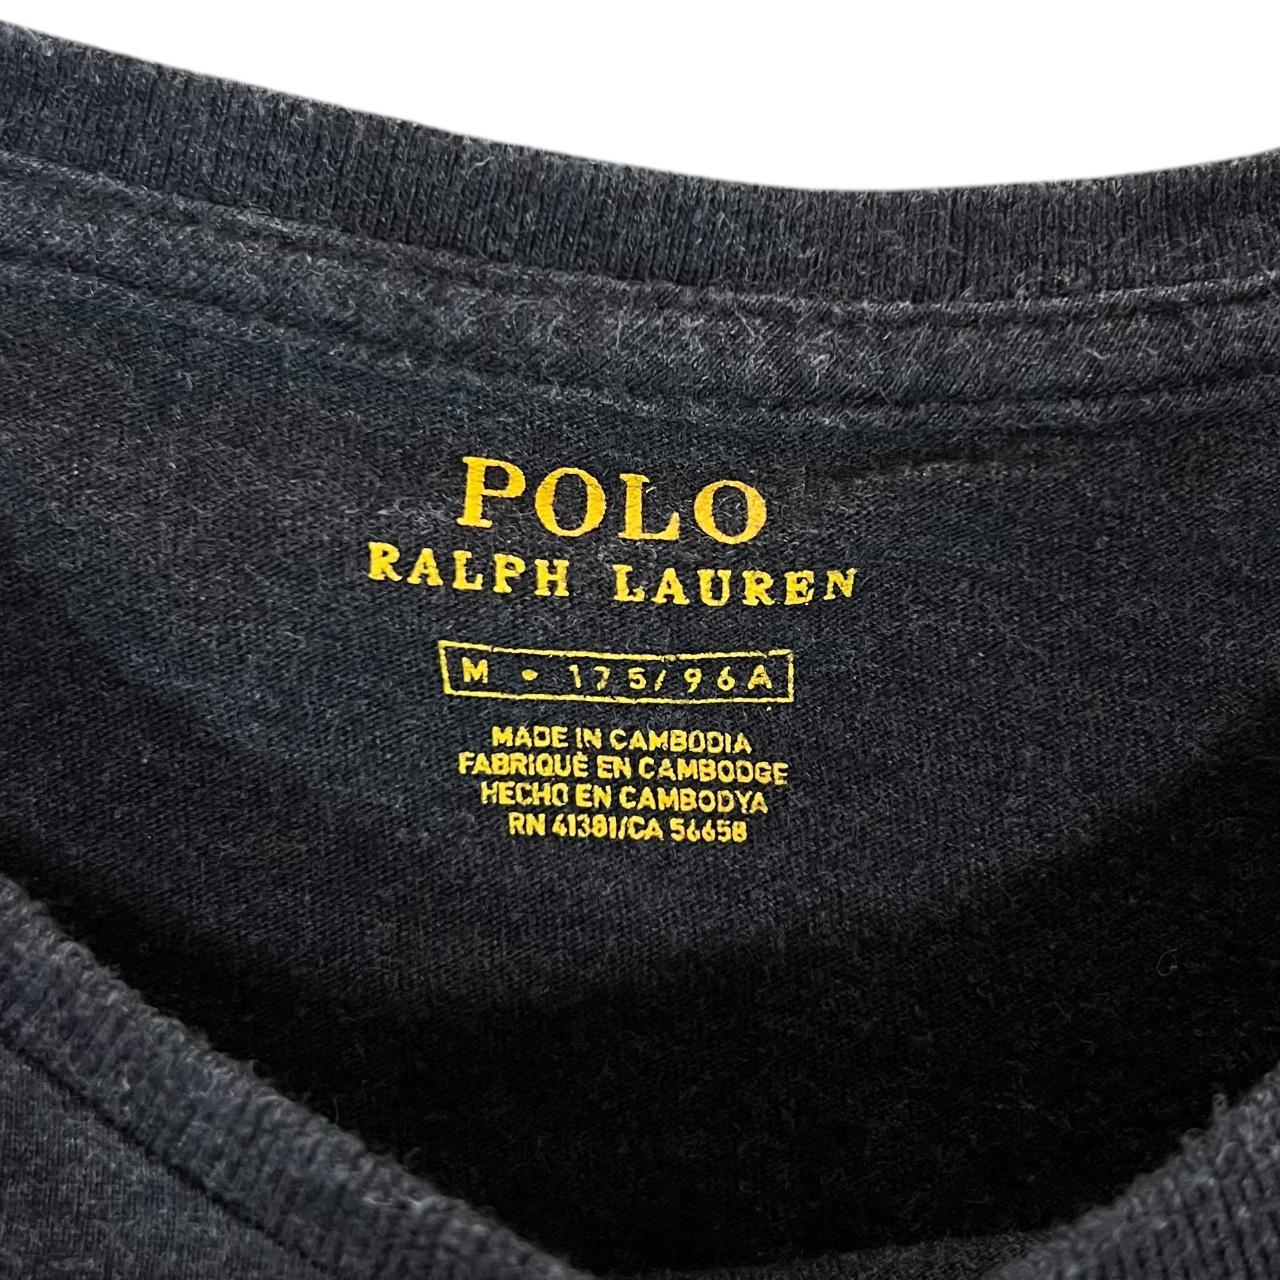 POLO
RALPH LAUREN
M • 175/96A
MADE IN CAMBODIA
FABRIQUÉ EN CAMBODGE
HECHO EN CAMBODYA
RN 41381/CA 56658